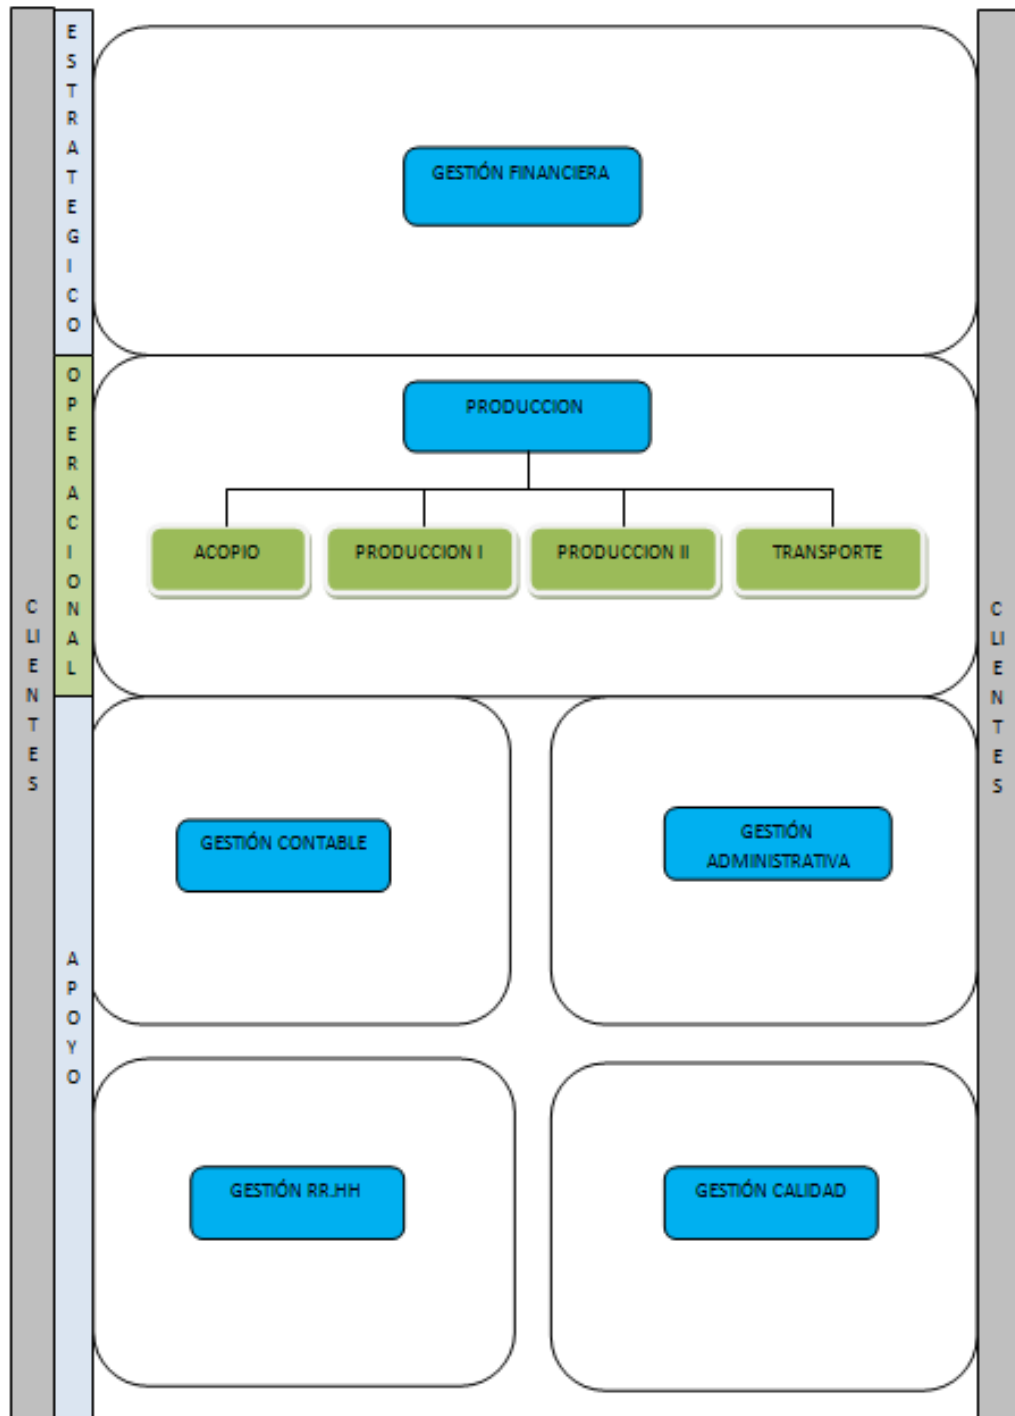 CLIENTES
ESTRATEGICO
GESTIÓN FINANCIERA
OPERACIONAL
PRODUCCION
ACOPIO
PRODUCCION I
PRODUCCION II
TRANSPORTE
APOYO
GESTIÓN CONTABLE
GESTIÓN
ADMINISTRATIVA
GESTIÓN RR.HH
GESTIÓN CALIDAD
CLIENTES